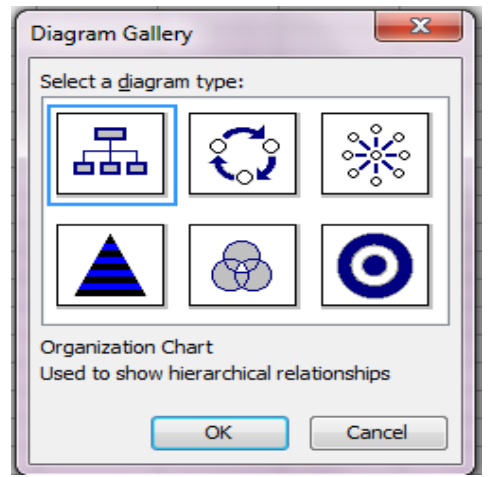 Diagram Gallery
Select a diagram type:
Organization Chart
Used to show hierarchical relationships
OK
Cancel